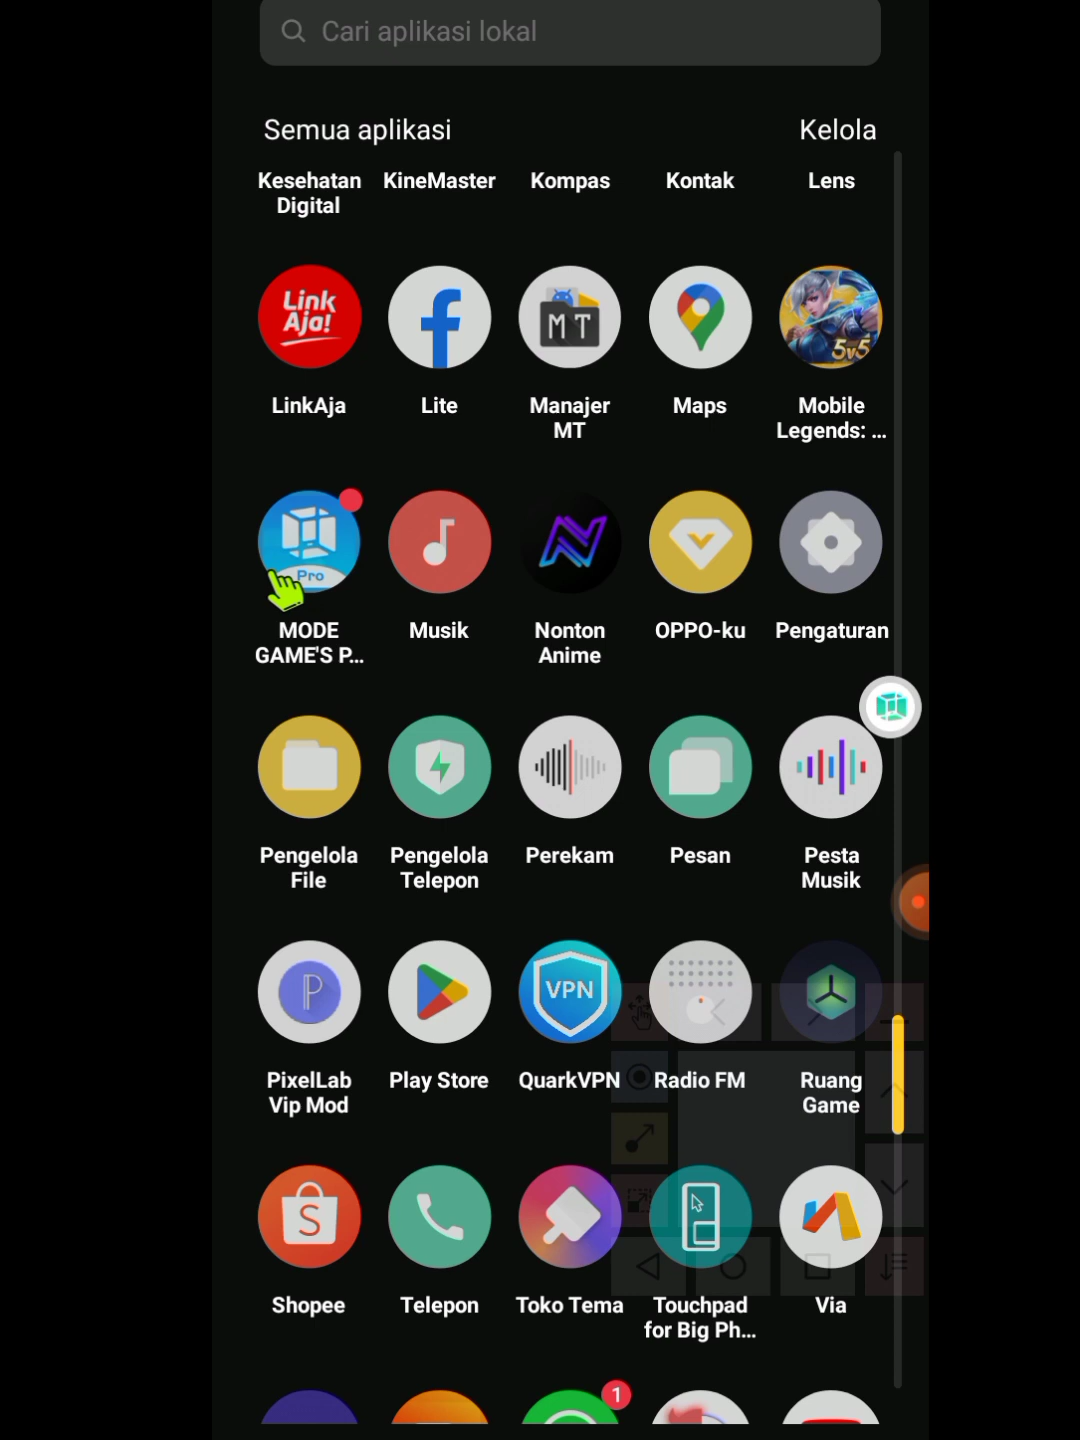 Cari aplikasi lokal
Semua aplikasi
Kelola
Kesehatan
Digital
KineMaster
Kompas
Kontak
Lens
Link
Aja!
MT
5v5
LinkAja
Lite
Manajer
MT
Maps
Mobile
Legends: ...
Pro
MODE
GAME'S P...
Musik
Nonton
Anime
OPPO-ku
Pengaturan
Pengelola
File
Pengelola
Telepon
Perekam
Pesan
Pesta
Musik
P
VPN
PixelLab
Vip Mod
Play Store
QuarkVPN
Radio FM
Ruang
Game
S
Shopee
Telepon
Toko Tema
Touchpad
for Big Ph...
Via
1